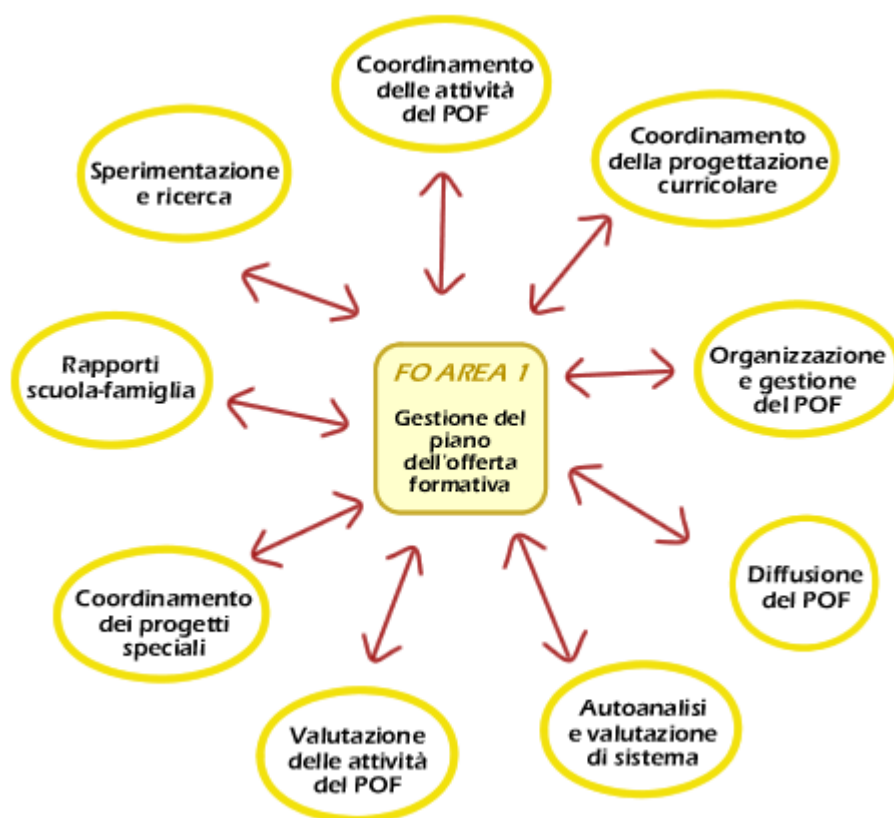 Coordinamento
delle attività
del POF
Coordinamento
della progettazione
curricolare
Sperimentazione
e ricerca
Organizzazione
e gestione
del POF
Rapporti
scuola-famiglia
FO AREA 1
Gestione del
piano
dell'offerta
formativa
Diffusione
del POF
Coordinamento
dei progetti
speciali
Autoanalisi
e valutazione
di sistema
Valutazione
delle attività
del POF